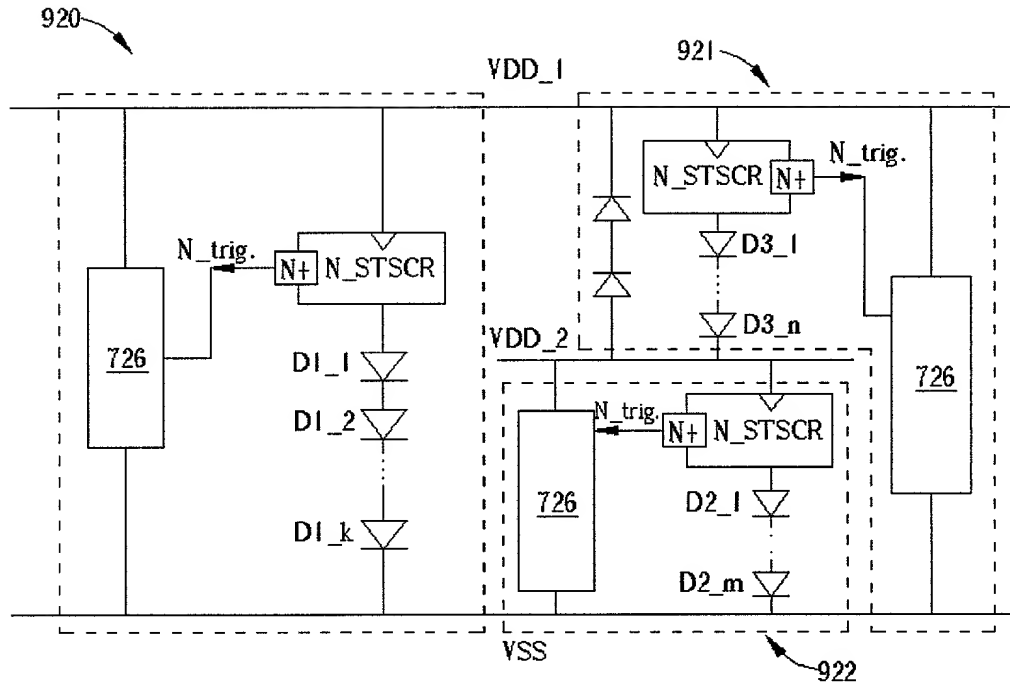 920
921
VDD_1
N_trig.
N_STSCR
N+
N_trig.
N+
N_STSCR
D3_1
D3_n
VDD_2
726
D1_1
D1_2
D1_k
726
N_trig.
N+
N_STSCR
726
D2_1
D2_m
VSS
922